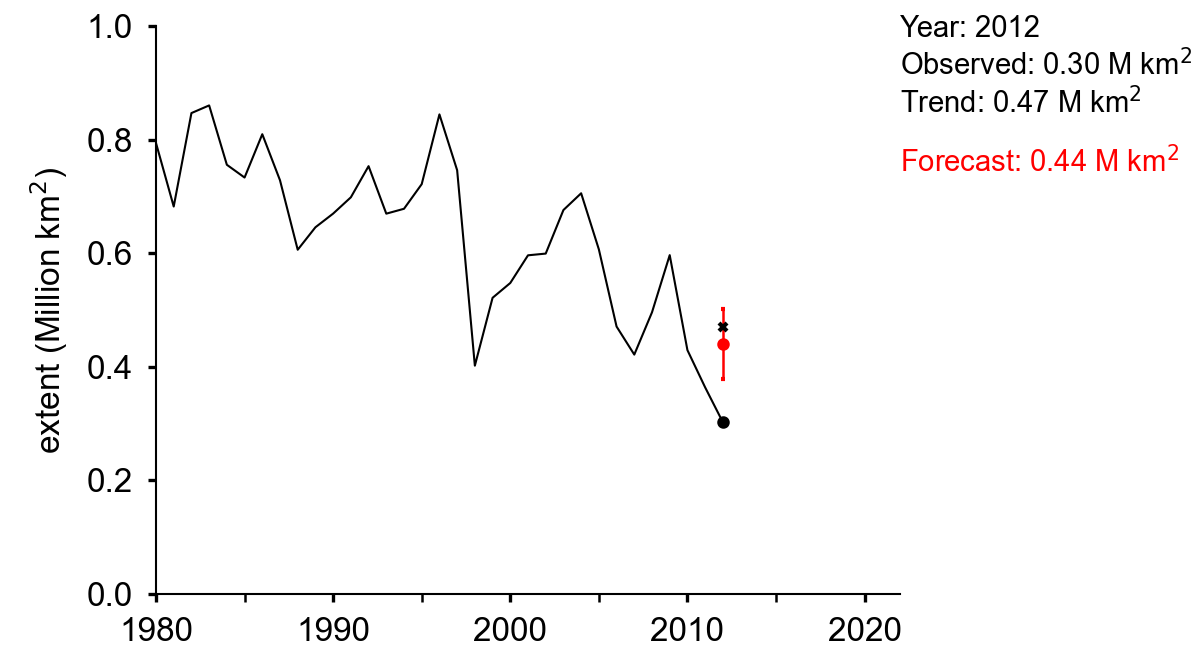 Year: 2012
Observed: 0.30 M km²
Trend: 0.47 M km²
Forecast: 0.44 M km²
extent (Million km²)
1.0
0.8
0.6
0.4
0.2
0.0
1980 1990 2000 2010 2020